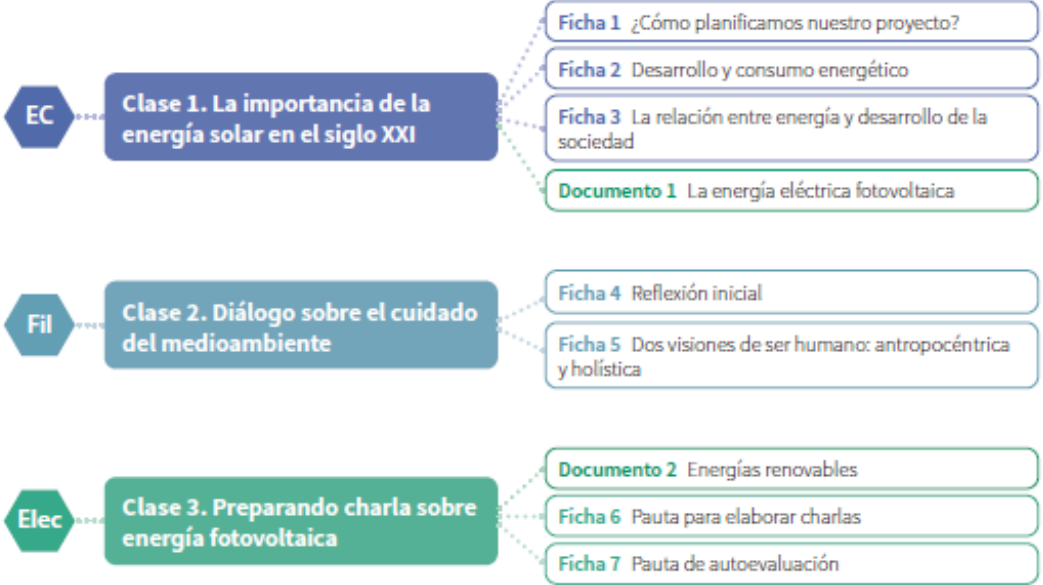 EC
Clase 1. La importancia de la
energía solar en el siglo XXI
Ficha 1 ¿Cómo planificamos nuestro proyecto?
Ficha 2 Desarrollo y consumo energético
Ficha 3 La relación entre energía y desarrollo de la
sociedad
Documento 1 La energía eléctrica fotovoltaica
Fil
Clase 2. Diálogo sobre el cuidado
del medioambiente
Ficha 4 Reflexión inicial
Ficha 5 Dos visiones de ser humano: antropocéntrica
y holística
Elec
Clase 3. Preparando charla sobre
energía fotovoltaica
Documento 2 Energías renovables
Ficha 6 Pauta para elaborar charlas
Ficha 7 Pauta de autoevaluación